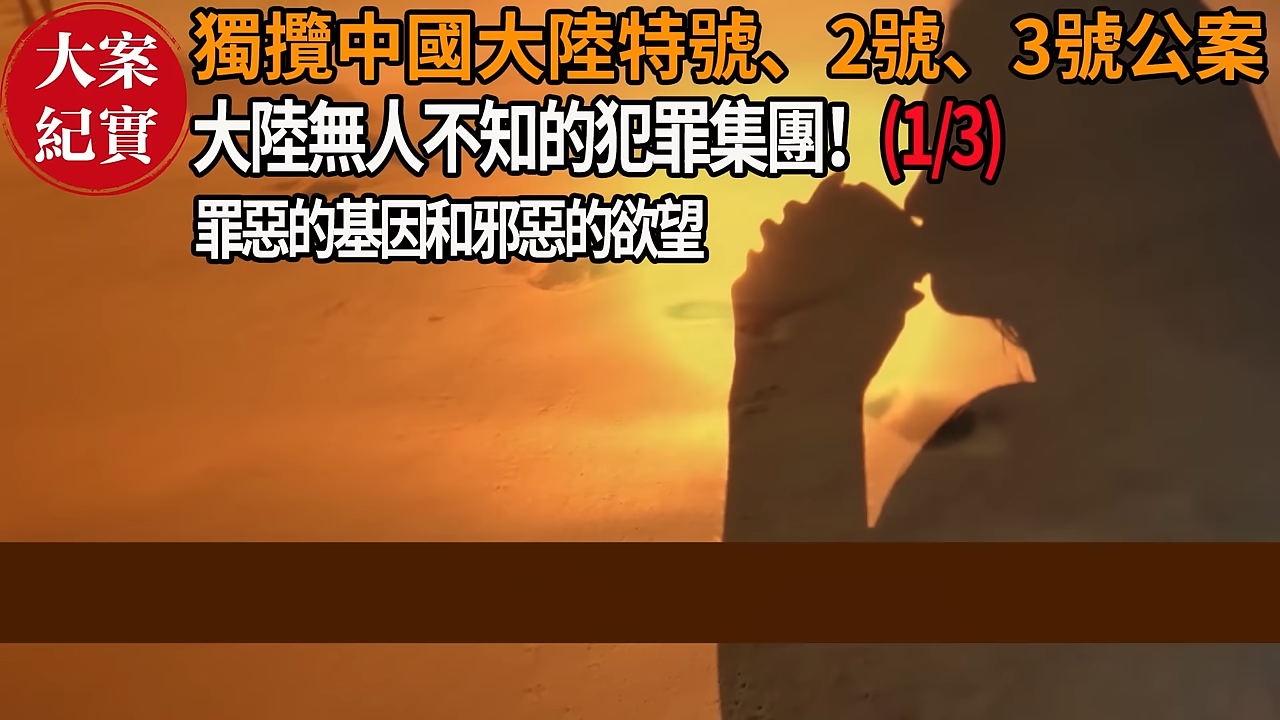 大案
紀實
獨攬中國大陸特號、2號、3號公案
大陸無人不知的犯罪集團！(1/3)
罪惡的基因和邪惡的欲望